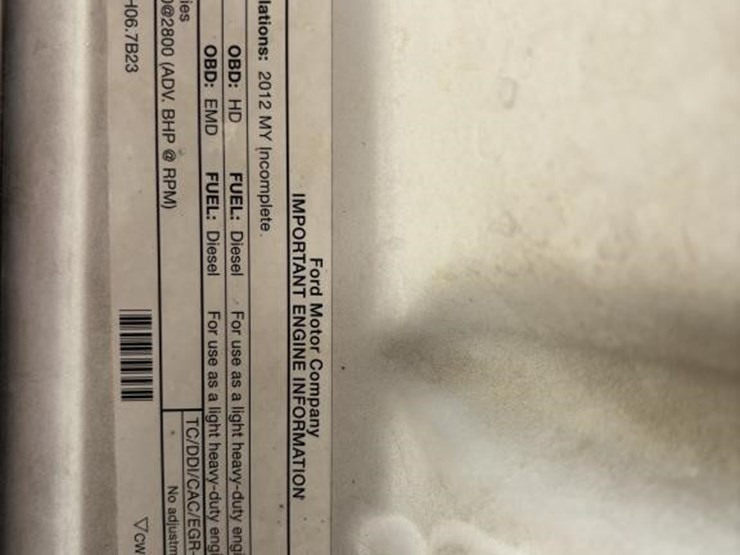 Ford Motor Company
IMPORTANT ENGINE INFORMATION
lations: 2012 MY Incomplete
OBD: HD FUEL: Diesel For use as a light heavy-duty eng
OBD: EMD FUEL: Diesel For use as a light heavy-duty eng
ies
TC/DDI/CAC/EGR-
@2800 (ADV. BHP @ RPM)
No adjustm
H06.7B23
▽CW